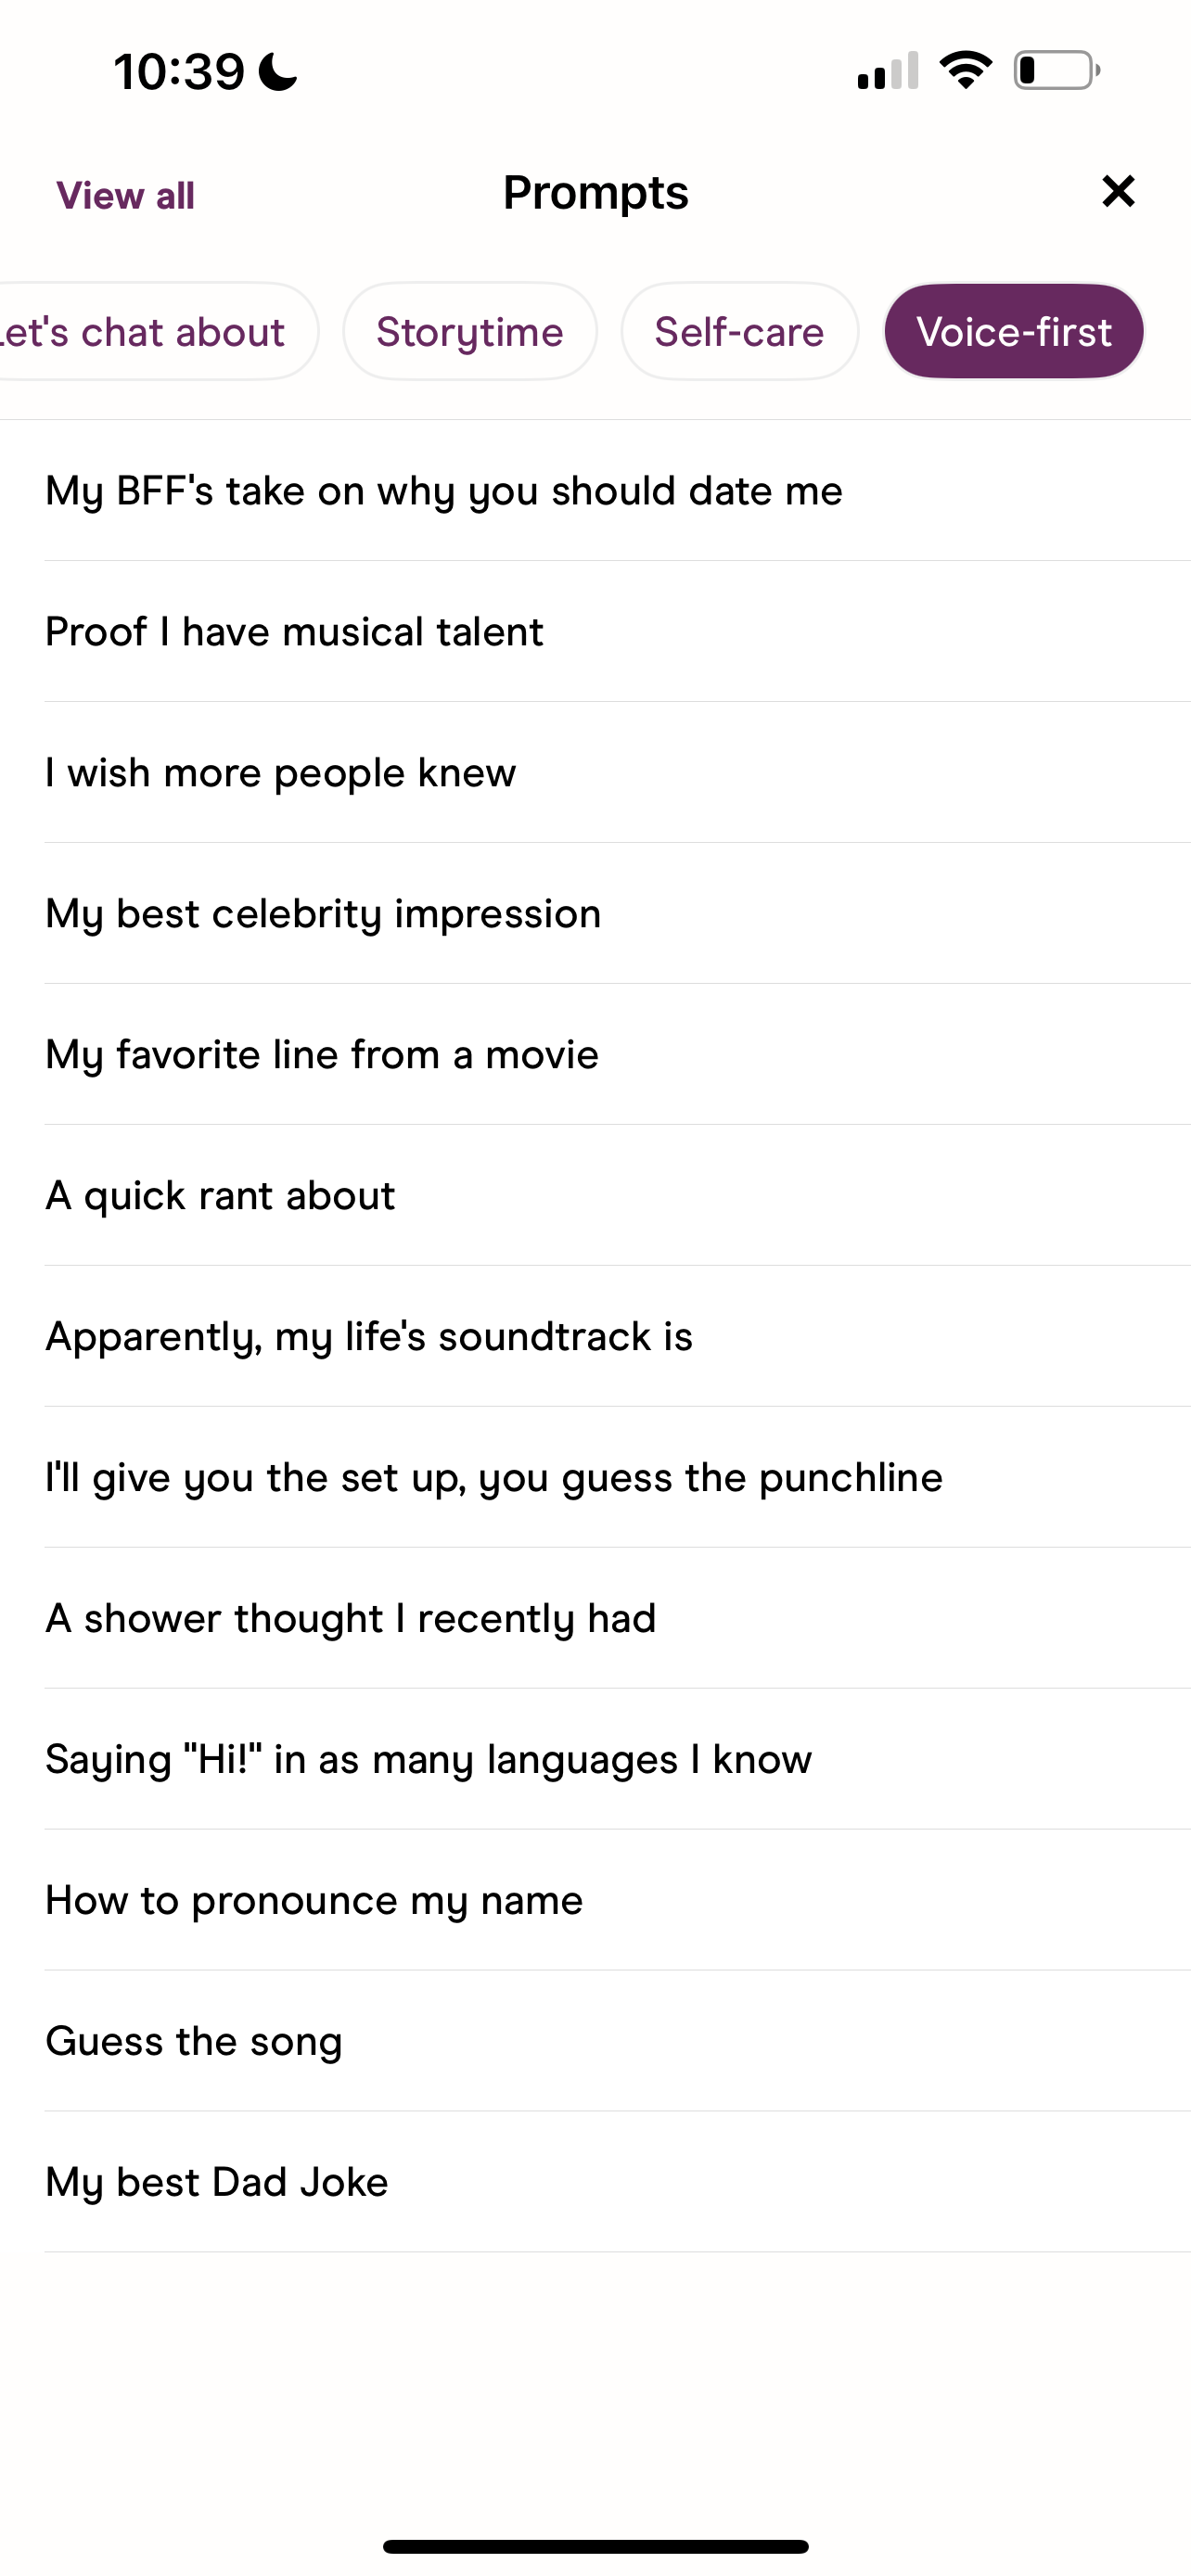 10:39
View all
Prompts
et's chat about
Storytime
Self-care
Voice-first
My BFF's take on why you should date me
Proof I have musical talent
I wish more people knew
My best celebrity impression
My favorite line from a movie
A quick rant about
Apparently, my life's soundtrack is
I'll give you the set up, you guess the punchline
A shower thought I recently had
Saying "Hi!" in as many languages I know
How to pronounce my name
Guess the song
My best Dad Joke